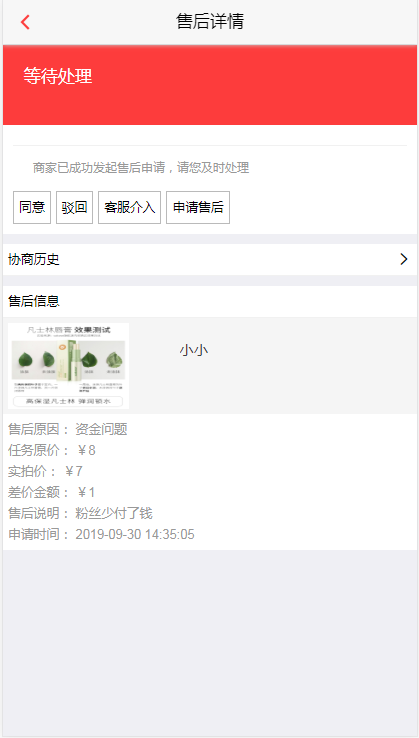 售后详情
等待处理
商家已成功发起售后申请，请您及时处理
同意 驳回 客服介入 申请售后
协商历史
售后信息
凡士林唇膏 效果测试
高保湿凡士林 弹润锁水
小小
售后原因： 资金问题
任务原价： ￥8
实拍价： ￥7
差价金额： ￥1
售后说明： 粉丝少付了钱
申请时间： 2019-09-30 14:35:05